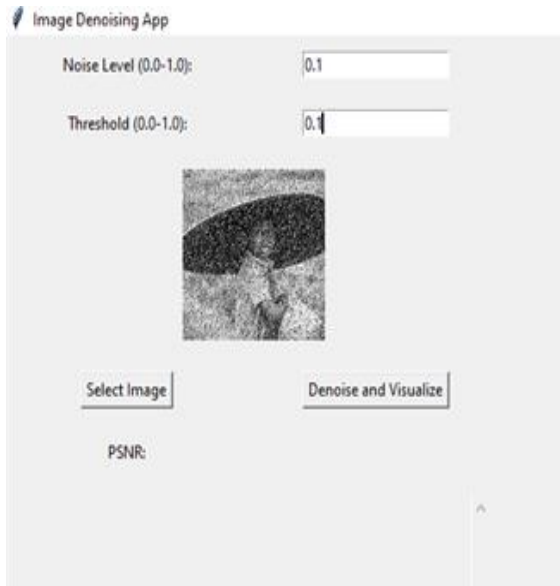 Image Denoising App
Noise Level (0.0-1.0): 0.1
Threshold (0.0-1.0): 0.1
Select Image Denoise and Visualize
PSNR: